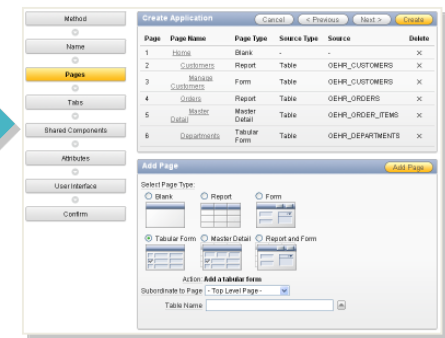 Method
Name
Pages
Tabs
Shared Components
Attributes
User Interface
Confirm
Create Application
Cancel
< Previous
Next >
Create
Page Page Name Page Type Source Type Source Delete
1 Home Blank - -
2 Customers Report Table OEHR_CUSTOMERS ×
3 Manage Customers Form Table OEHR_CUSTOMERS ×
4 Orders Report Table OEHR_ORDERS ×
5 Master Detail Master Detail Table OEHR_ORDER_ITEMS ×
6 Departments Tabular Form Table OEHR_DEPARTMENTS ×
Add Page
Add Page
Select Page Type:
Blank Report Form
Tabular Form Master Detail Report and Form
Action: Add a tabular form
Subordinate to Page - Top Level Page -
Table Name